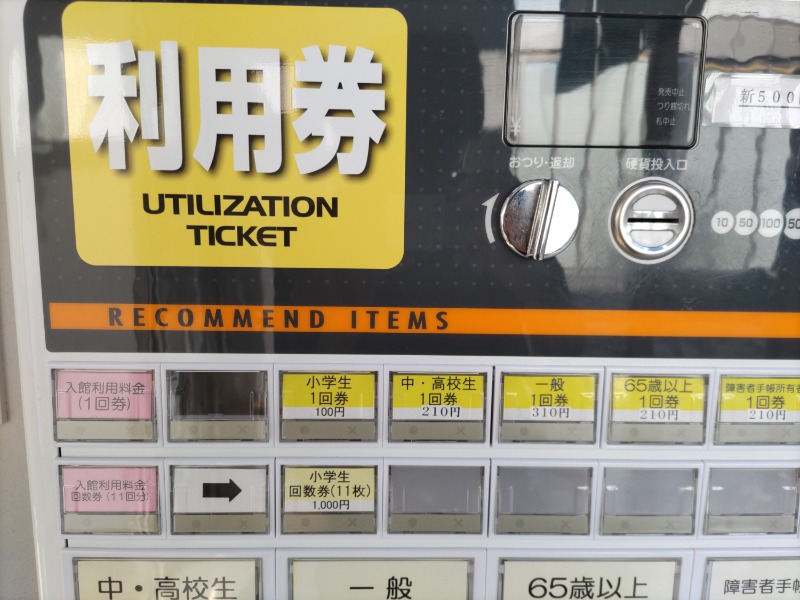 利用券
UTILIZATION
TICKET
発売中止
つり銭切れ
札中止
¥
新500
おつり・返却
硬貨投入口
10 50 100 50
RECOMMEND ITEMS
入館利用料金
(1回券)
小学生
1回券
100円
中・高校生
1回券
210円
一般
1回券
310円
65歳以上
1回券
210円
障害者手帳所有者
1回券
210円
入館利用料金
回数券(11回分)
小学生
回数券(11枚)
1,000円
中・高校生
一般
65歳以上
障害者手帳